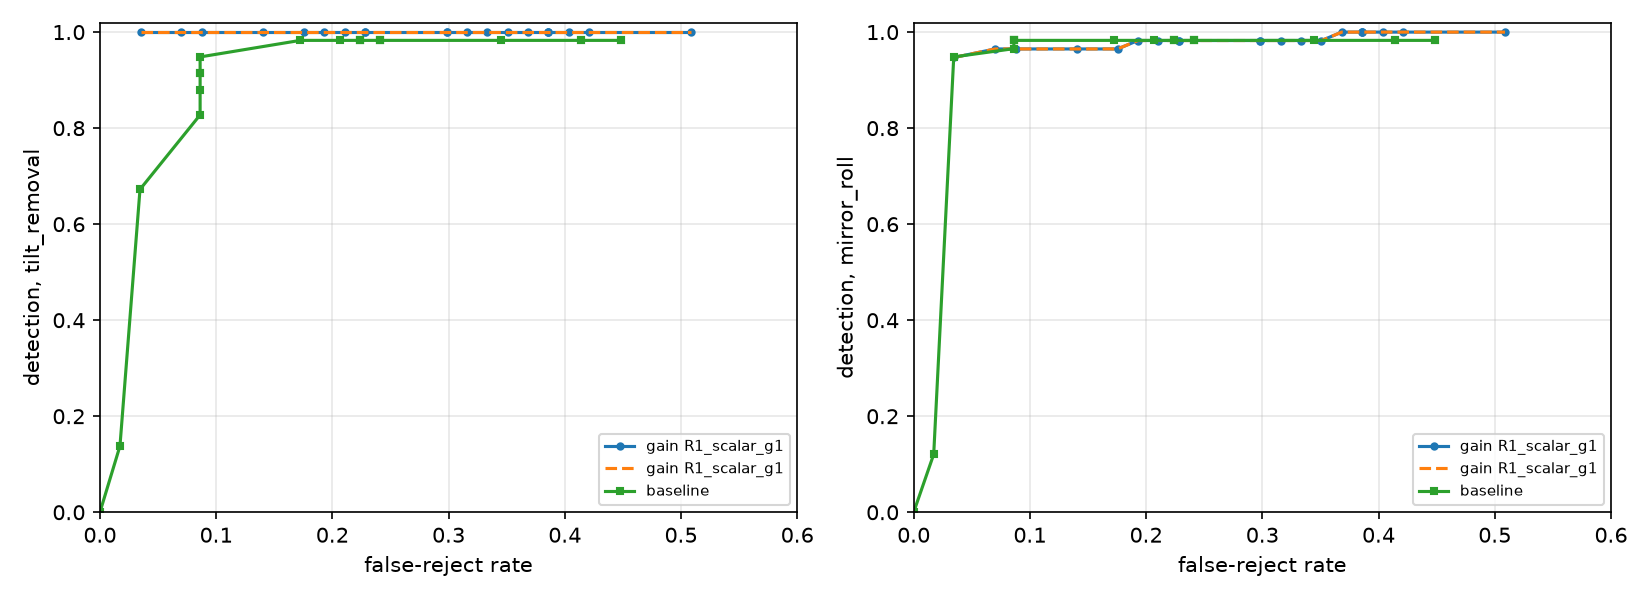 detection, tilt_removal
1.0
0.8
0.6
0.4
0.2
0.0
0.0 0.1 0.2 0.3 0.4 0.5 0.6
false-reject rate
gain R1_scalar_g1
gain R1_scalar_g1
baseline
detection, mirror_roll
1.0
0.8
0.6
0.4
0.2
0.0
0.0 0.1 0.2 0.3 0.4 0.5 0.6
false-reject rate
gain R1_scalar_g1
gain R1_scalar_g1
baseline